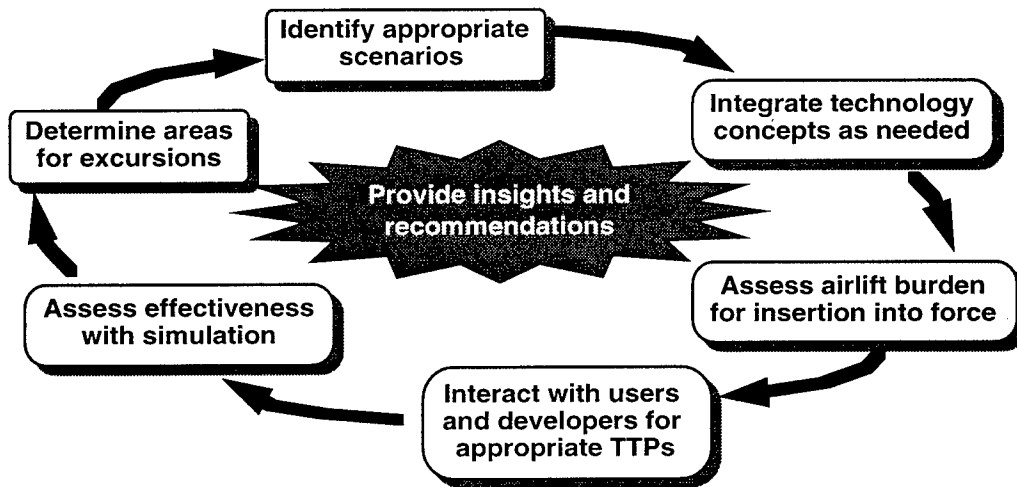 Identify appropriate
scenarios
Integrate technology
concepts as needed
Assess airlift burden
for insertion into force
Interact with users
and developers for
appropriate TTPs
Assess effectiveness
with simulation
Determine areas
for excursions
Provide insights and
recommendations